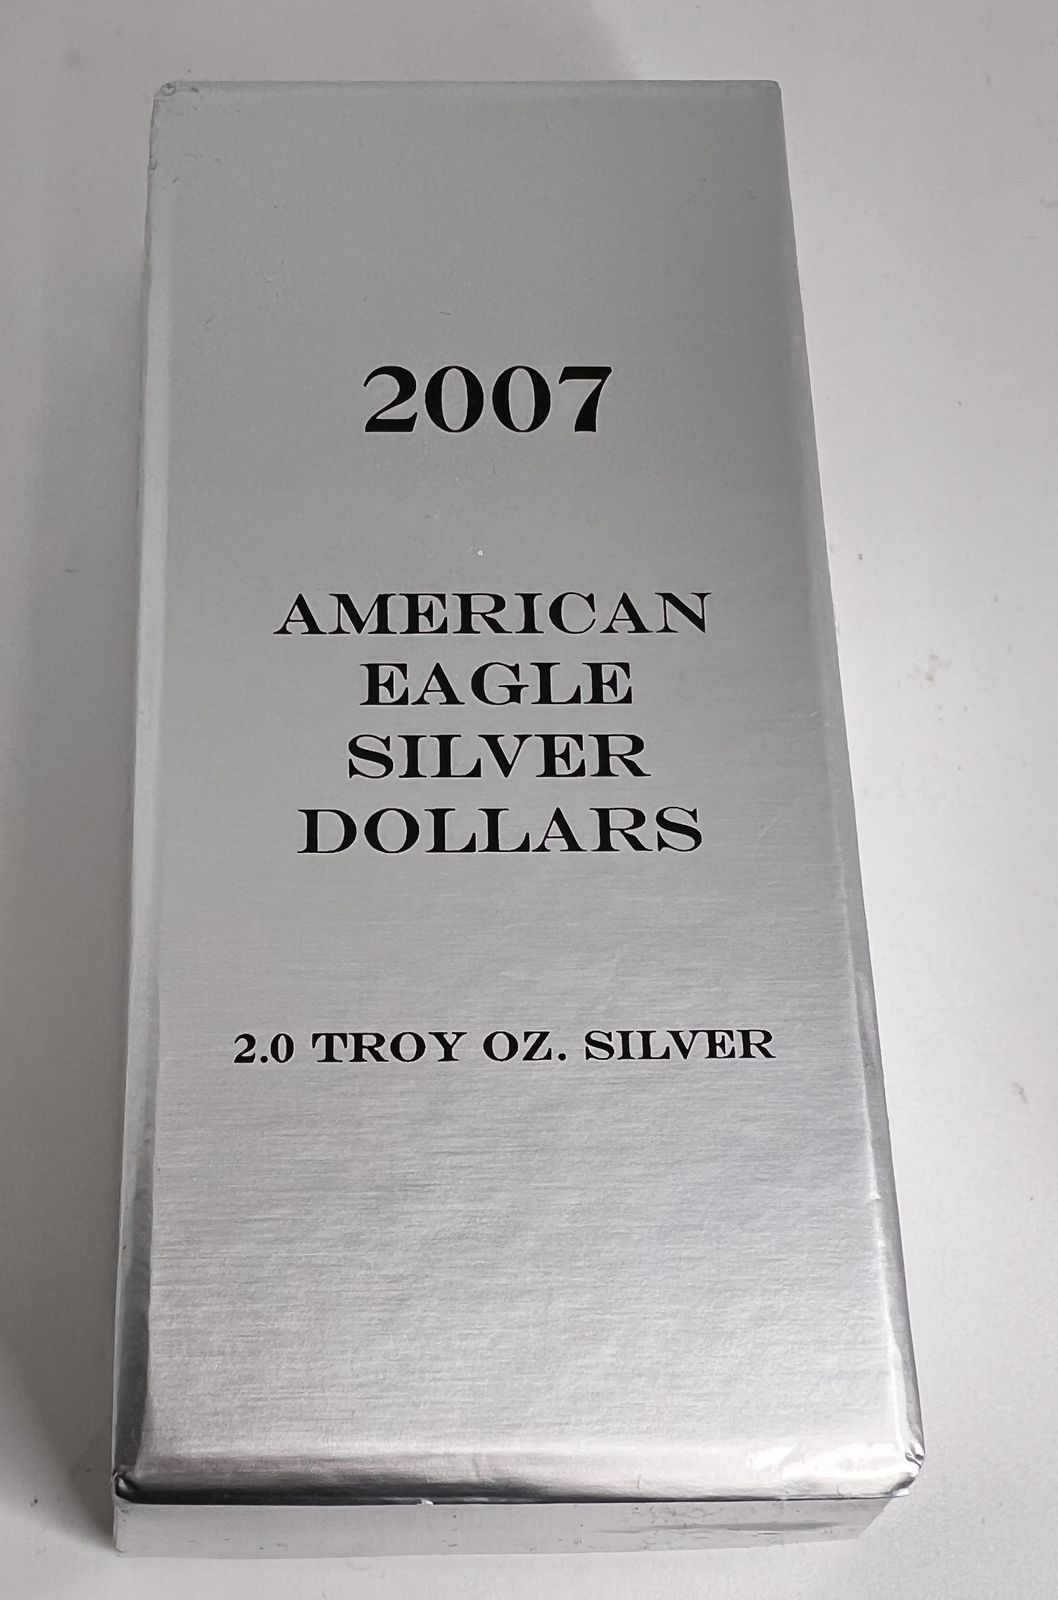 2007
AMERICAN
EAGLE
SILVER
DOLLARS
2.0 TROY OZ. SILVER